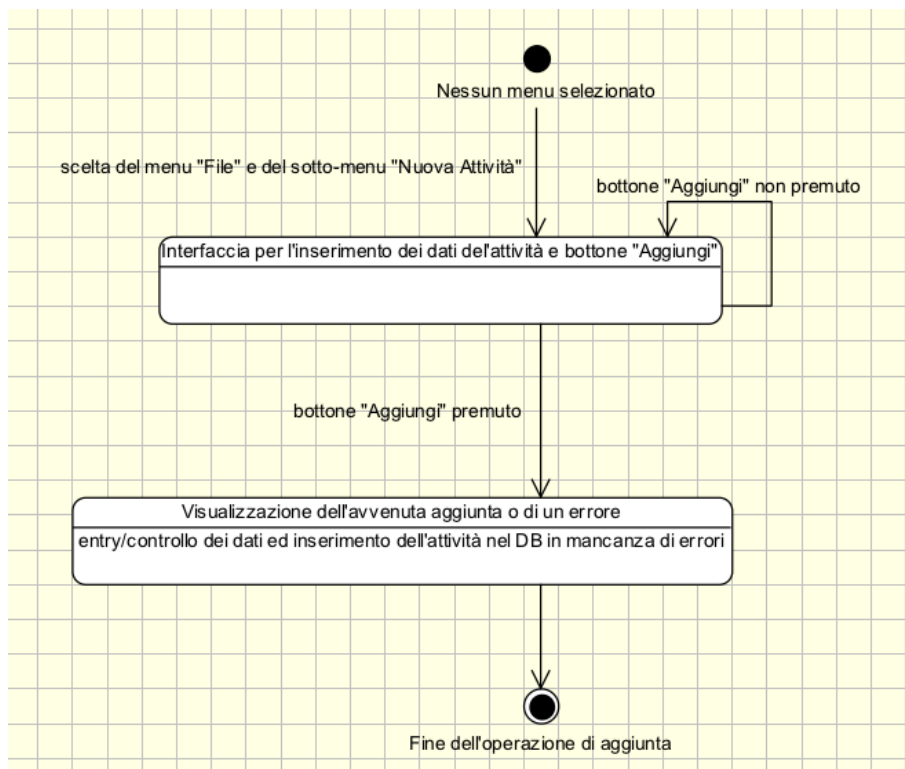 Nessun menu selezionato
scelta del menu "File" e del sotto-menu "Nuova Attività"
bottone "Aggiungi" non premuto
Interfaccia per l'inserimento dei dati del'attività e bottone "Aggiungi"
bottone "Aggiungi" premuto
Visualizzazione dell'avvenuta aggiunta o di un errore
entry/controllo dei dati ed inserimento dell'attività nel DB in mancanza di errori
Fine dell'operazione di aggiunta